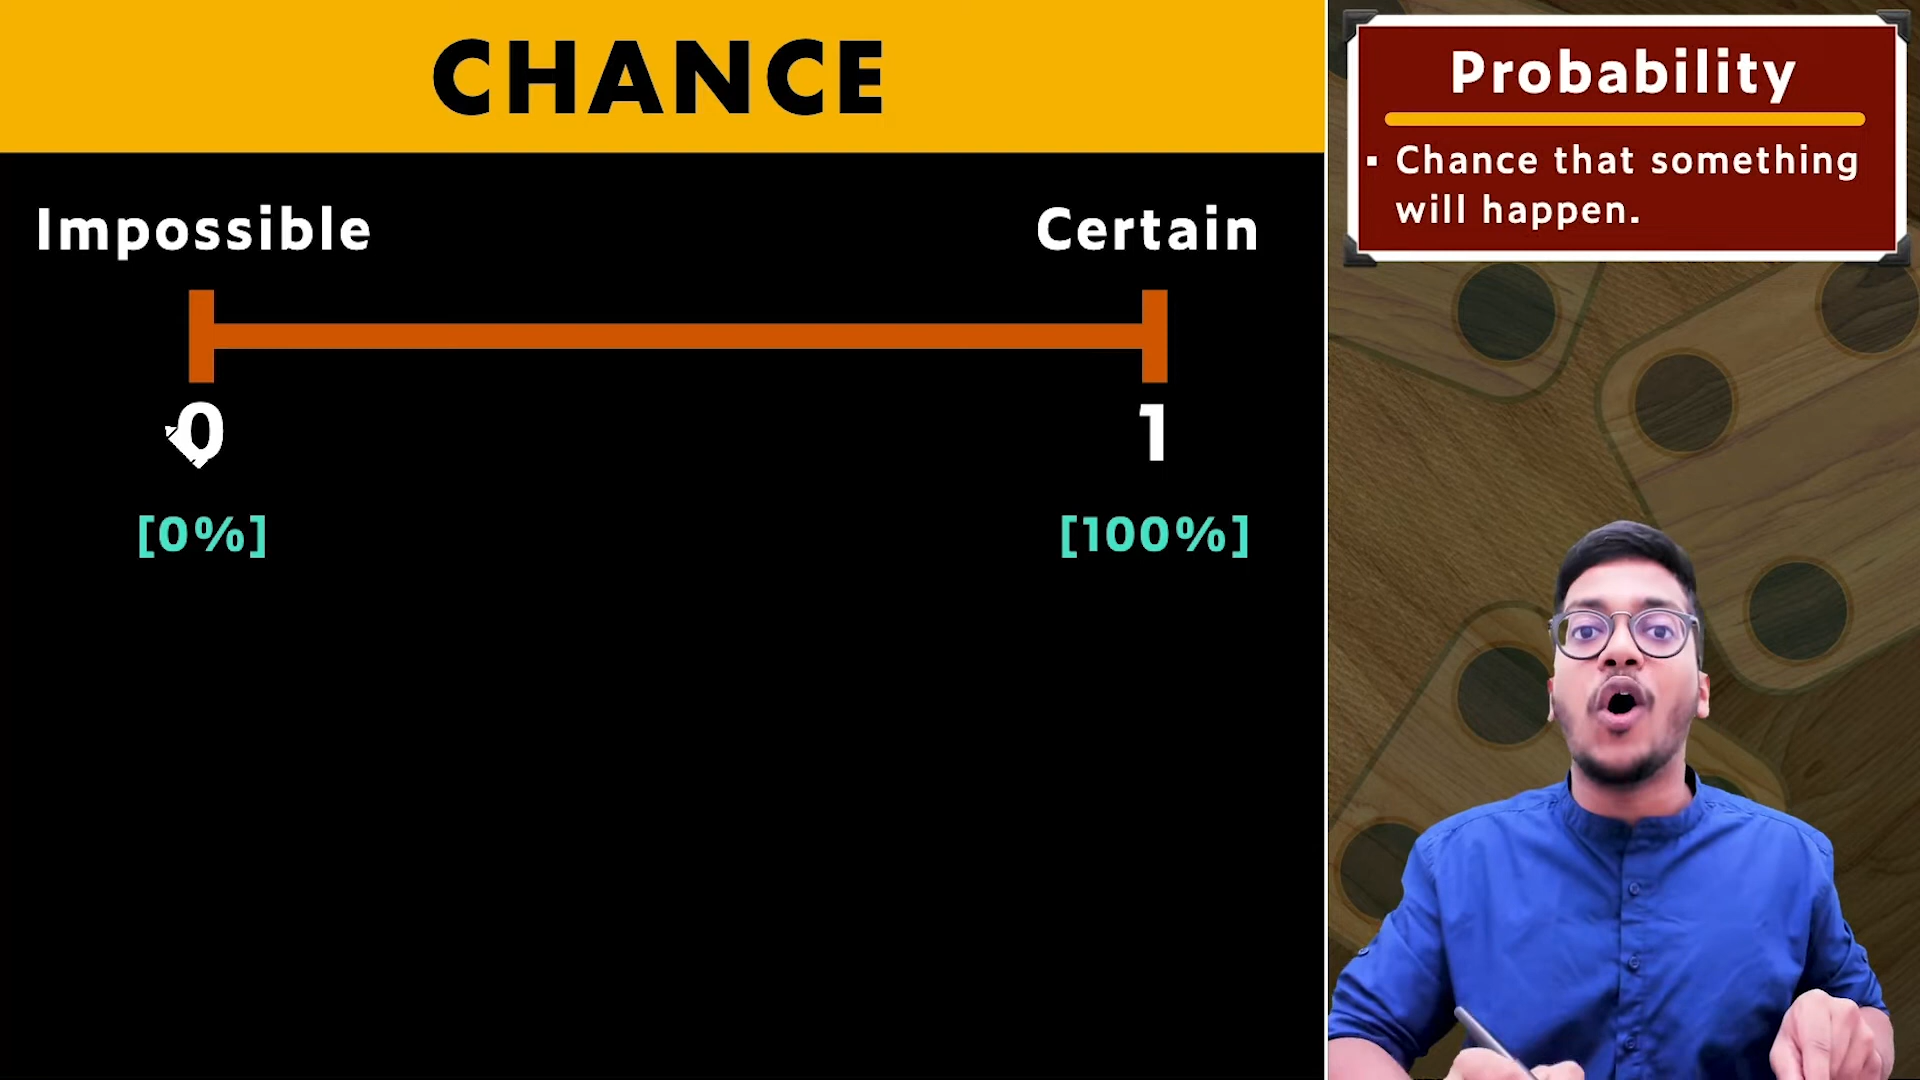 CHANCE
Impossible
Certain
0
1
[0%]
[100%]
Probability
▪ Chance that something
will happen.